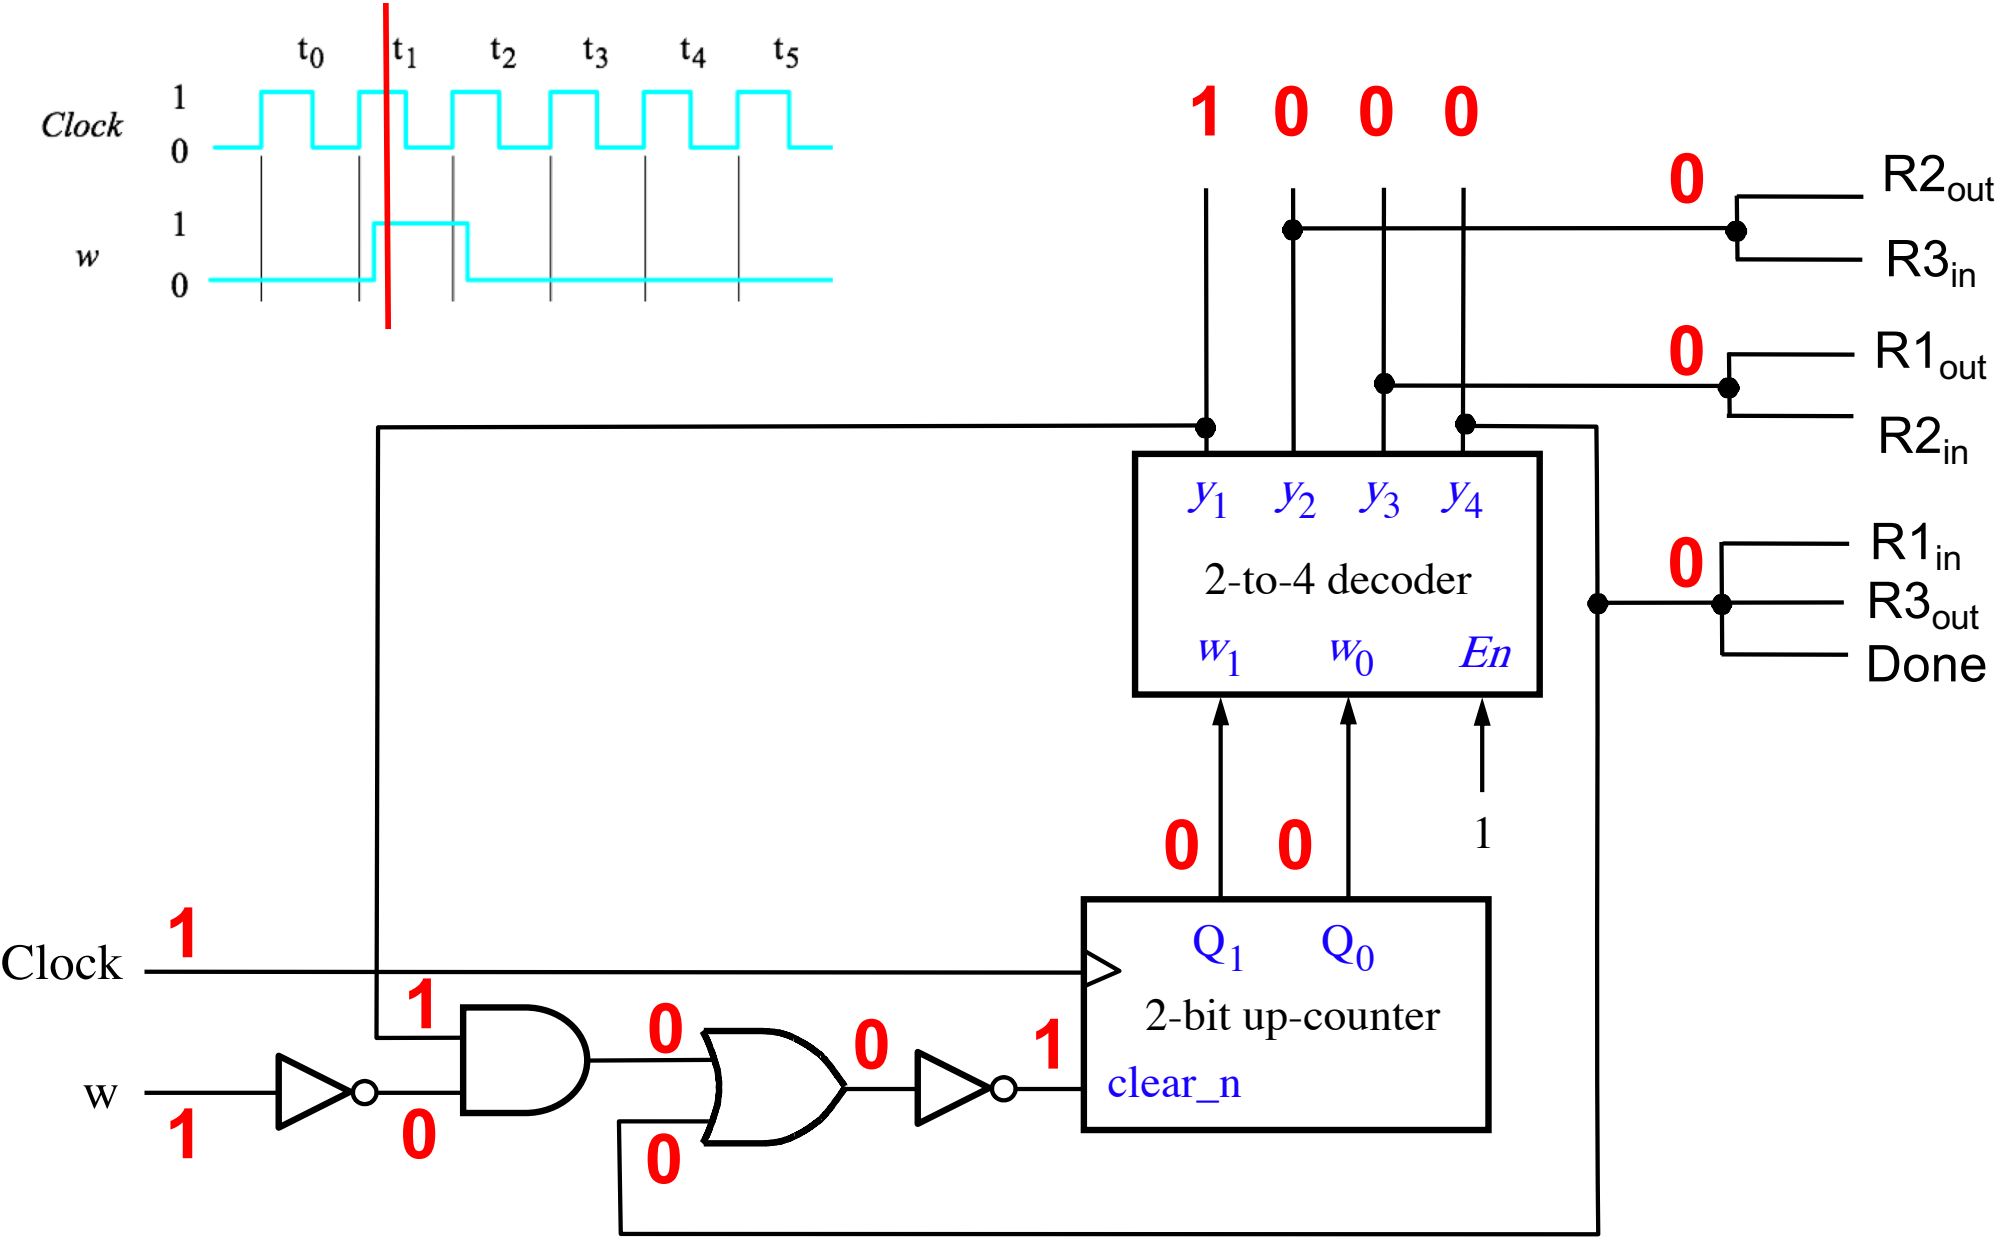 t0 t1 t2 t3 t4 t5
1
Clock
0
1
w
0
1 0 0 0
0 R2out
R3in
0 R1out
R2in
y1 y2 y3 y4
2-to-4 decoder
w1 w0 En
0 R1in
R3out
Done
0 0 1
Clock 1
Q1 Q0
2-bit up-counter
clear_n
1 0 0 1
w
1 0 0